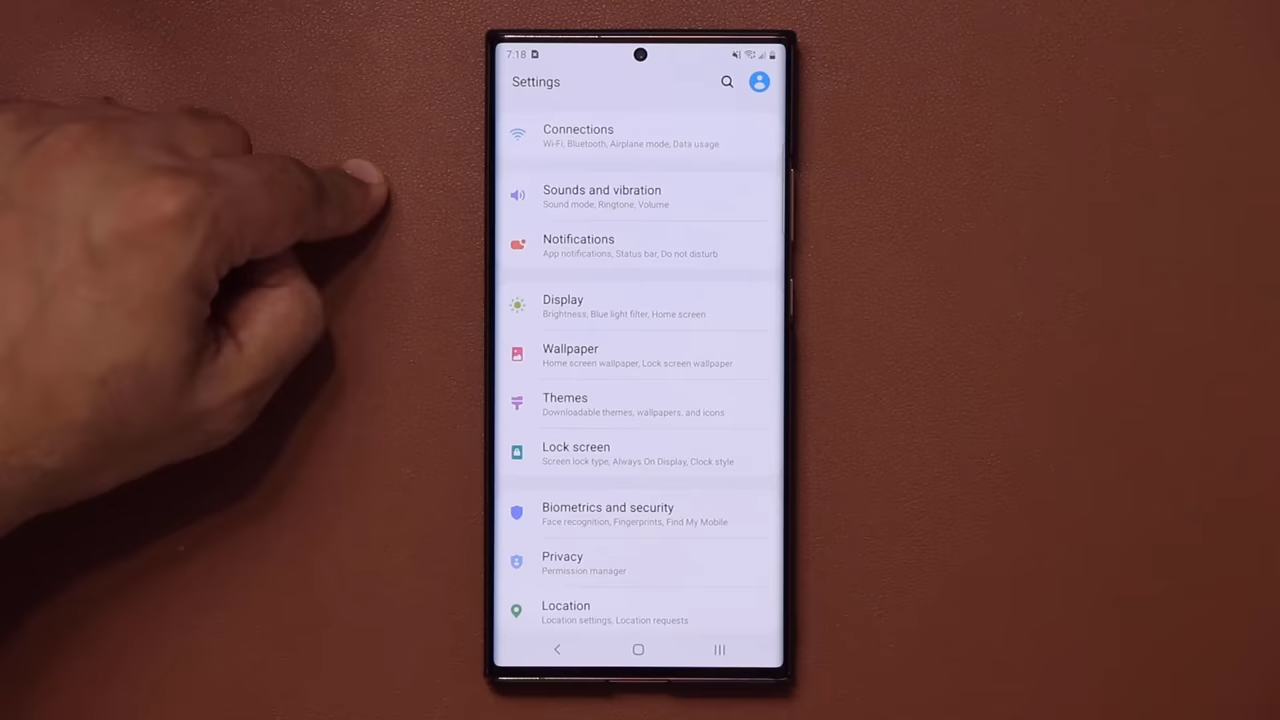 7:18
Settings
Connections
Wi-Fi, Bluetooth, Airplane mode, Data usage
Sounds and vibration
Sound mode, Ringtone, Volume
Notifications
App notifications, Status bar, Do not disturb
Display
Brightness, Blue light filter, Home screen
Wallpaper
Home screen wallpaper, Lock screen wallpaper
Themes
Downloadable themes, wallpapers, and icons
Lock screen
Screen lock type, Always On Display, Clock style
Biometrics and security
Face recognition, Fingerprints, Find My Mobile
Privacy
Permission manager
Location
Location settings, Location requests